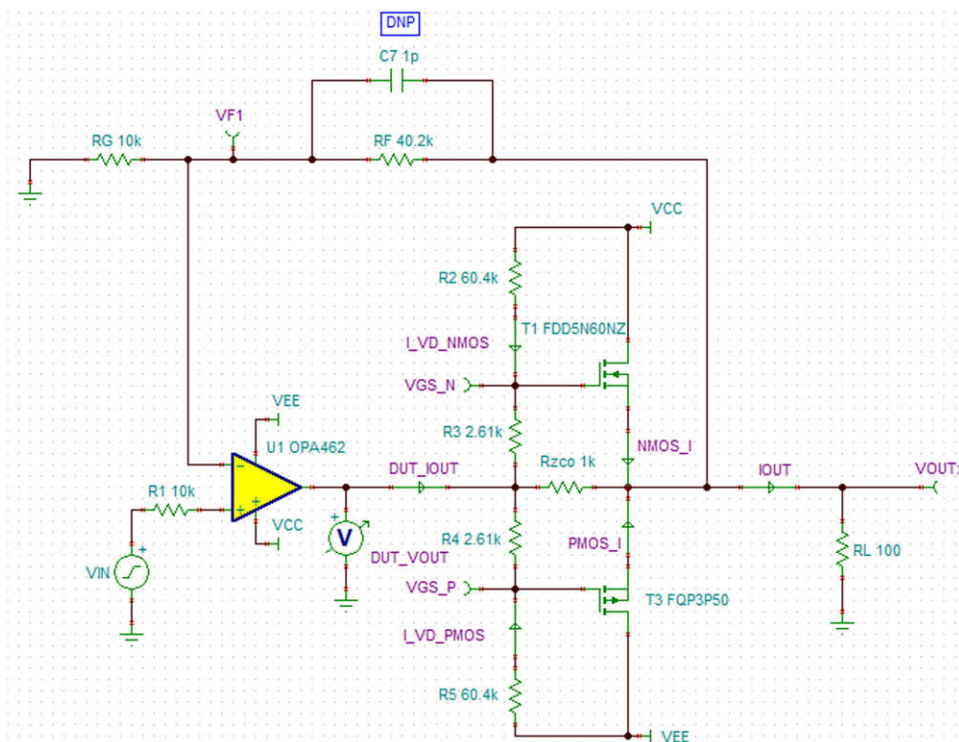 DNP
C7 1p
VF1
RG 10k
RF 40.2k
VCC
R2 60.4k
T1 FDD5N60NZ
I_VD_NMOS
VGS_N
VEE
U1 OPA462
R3 2.61k
NMOS_I
DUT_IOUT
Rzco 1k
IOUT
VOUT:
R1 10k
VCC
V
R4 2.61k
PMOS_I
RL 100
DUT_VOUT
VIN
VGS_P
T3 FQP3P50
I_VD_PMOS
R5 60.4k
VEE